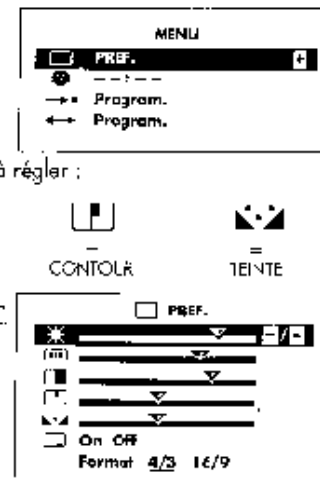 MENU
PREF. +
--:--
Program.
Program.
à régler :
= =
CONTOUR TEINTE
PREF.
-/+
On Off
Format 4/3 16/9